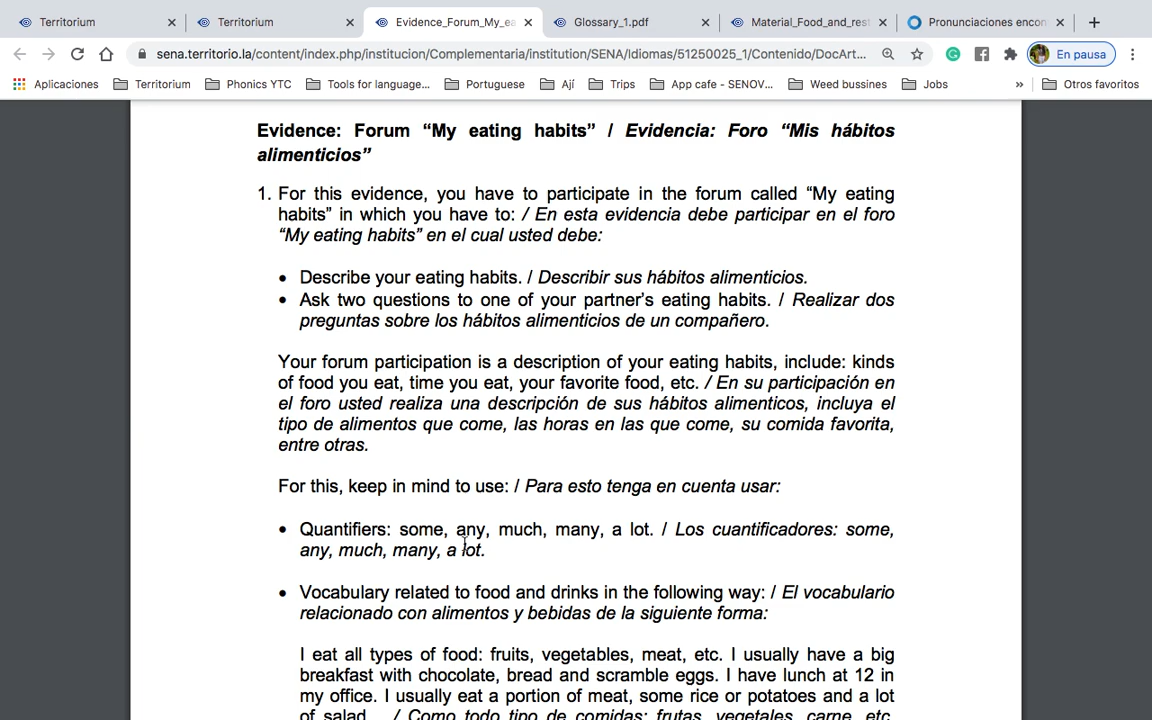 Territorium
Territorium
Evidence_Forum_My_ea
Glossary_1.pdf
Material_Food_and_rest
Pronunciaciones encon
sena.territorio.la/content/index.php/institucion/Complementaria/institution/SENA/Idiomas/51250025_1/Contenido/DocArt...
En pausa
Aplicaciones
Territorium
Phonics YTC
Tools for language...
Portuguese
Ají
Trips
App cafe - SENOV...
Weed bussines
Jobs
»
Otros favoritos
Evidence: Forum “My eating habits” / Evidencia: Foro “Mis hábitos
alimenticios”
1. For this evidence, you have to participate in the forum called “My eating
habits” in which you have to: / En esta evidencia debe participar en el foro
“My eating habits” en el cual usted debe:
• Describe your eating habits. / Describir sus hábitos alimenticios.
• Ask two questions to one of your partner’s eating habits. / Realizar dos
preguntas sobre los hábitos alimenticios de un compañero.
Your forum participation is a description of your eating habits, include: kinds
of food you eat, time you eat, your favorite food, etc. / En su participación en
el foro usted realiza una descripción de sus hábitos alimenticos, incluya el
tipo de alimentos que come, las horas en las que come, su comida favorita,
entre otras.
For this, keep in mind to use: / Para esto tenga en cuenta usar:
• Quantifiers: some, any, much, many, a lot. / Los cuantificadores: some,
any, much, many, a lot.
• Vocabulary related to food and drinks in the following way: / El vocabulario
relacionado con alimentos y bebidas de la siguiente forma:
I eat all types of food: fruits, vegetables, meat, etc. I usually have a big
breakfast with chocolate, bread and scramble eggs. I have lunch at 12 in
my office. I usually eat a portion of meat, some rice or potatoes and a lot
of salad... / Como todo tipo de comidas: frutas, vegetales, carne, etc.